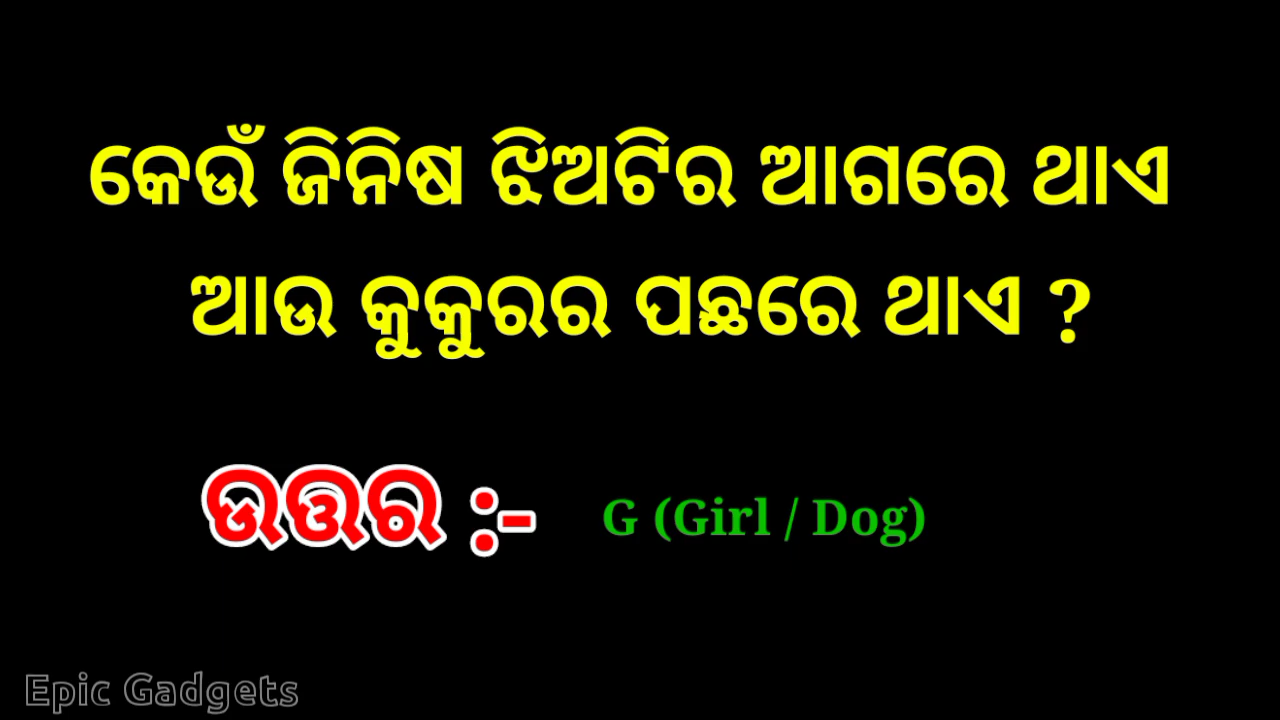 କେଉଁ ଜିନିଷ ଝିଅଟିର ଆଗରେ ଥାଏ
ଆଉ କୁକୁରର ପଛରେ ଥାଏ ?
ଉତ୍ତର :- G (Girl / Dog)
Epic Gadgets